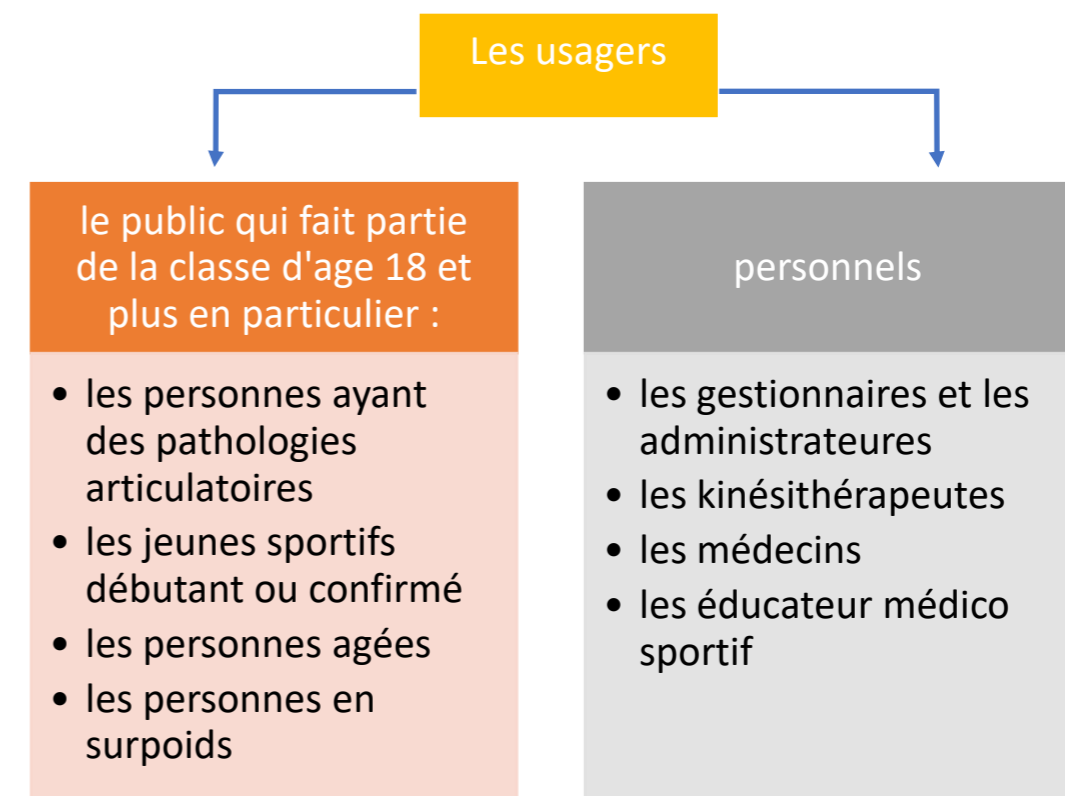 Les usagers
le public qui fait partie
de la classe d'age 18 et
plus en particulier :
• les personnes ayant
des pathologies
articulatoires
• les jeunes sportifs
débutant ou confirmé
• les personnes agées
• les personnes en
surpoids
personnels
• les gestionnaires et les
administrateures
• les kinésithérapeutes
• les médecins
• les éducateur médico
sportif